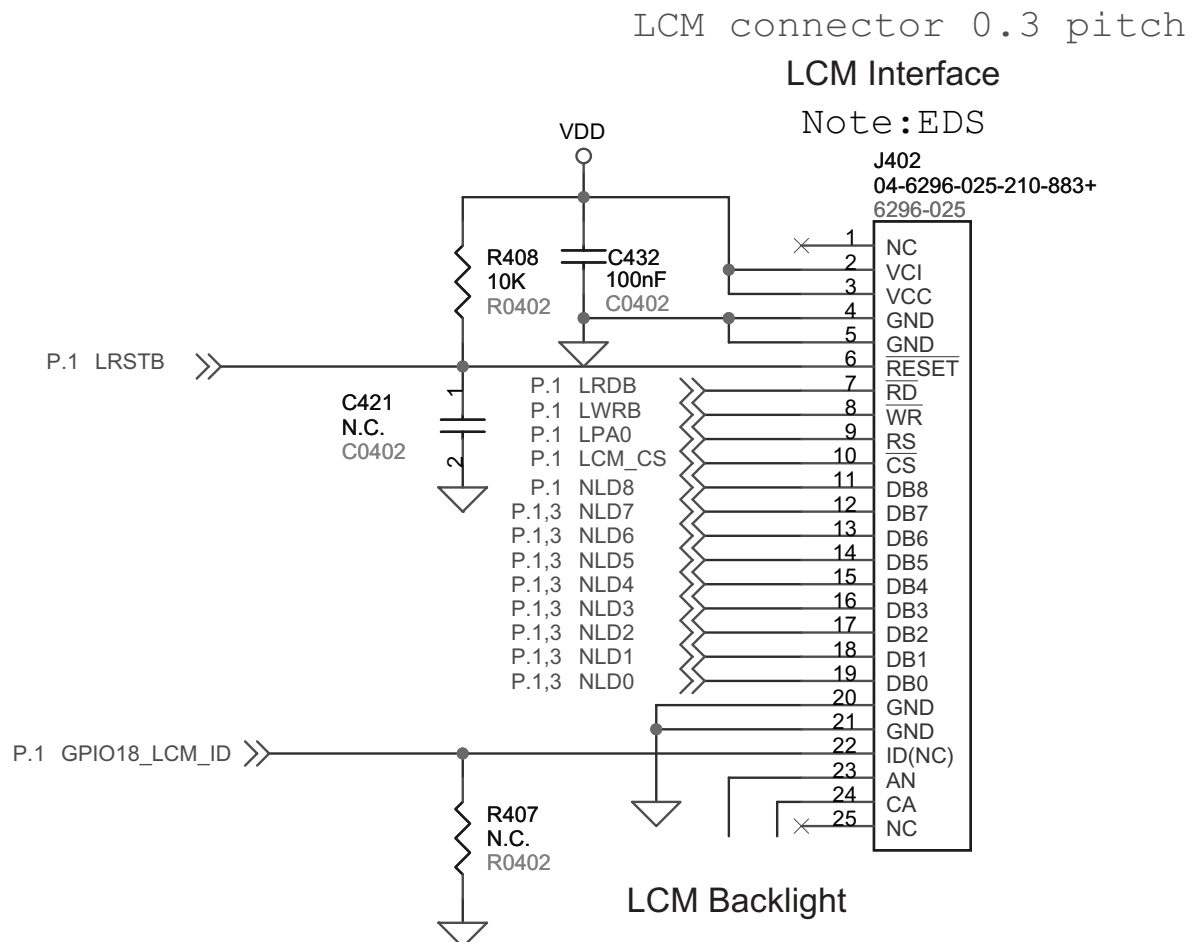 LCM connector 0.3 pitch
LCM Interface
Note:EDS
VDD
J402
04-6296-025-210-883+
6296-025
R408
10K
R0402
C432
100nF
C0402
1 NC
2 VCI
3 VCC
4 GND
5 GND
P.1 LRSTB
6 RESET
C421
N.C.
C0402
1
2
P.1 LRDB 7 RD
P.1 LWRB 8 WR
P.1 LPA0 9 RS
P.1 LCM_CS 10 CS
P.1 NLD8 11 DB8
P.1,3 NLD7 12 DB7
P.1,3 NLD6 13 DB6
P.1,3 NLD5 14 DB5
P.1,3 NLD4 15 DB4
P.1,3 NLD3 16 DB3
P.1,3 NLD2 17 DB2
P.1,3 NLD1 18 DB1
P.1,3 NLD0 19 DB0
20 GND
21 GND
P.1 GPIO18_LCM_ID 22 ID(NC)
23 AN
24 CA
25 NC
R407
N.C.
R0402
LCM Backlight